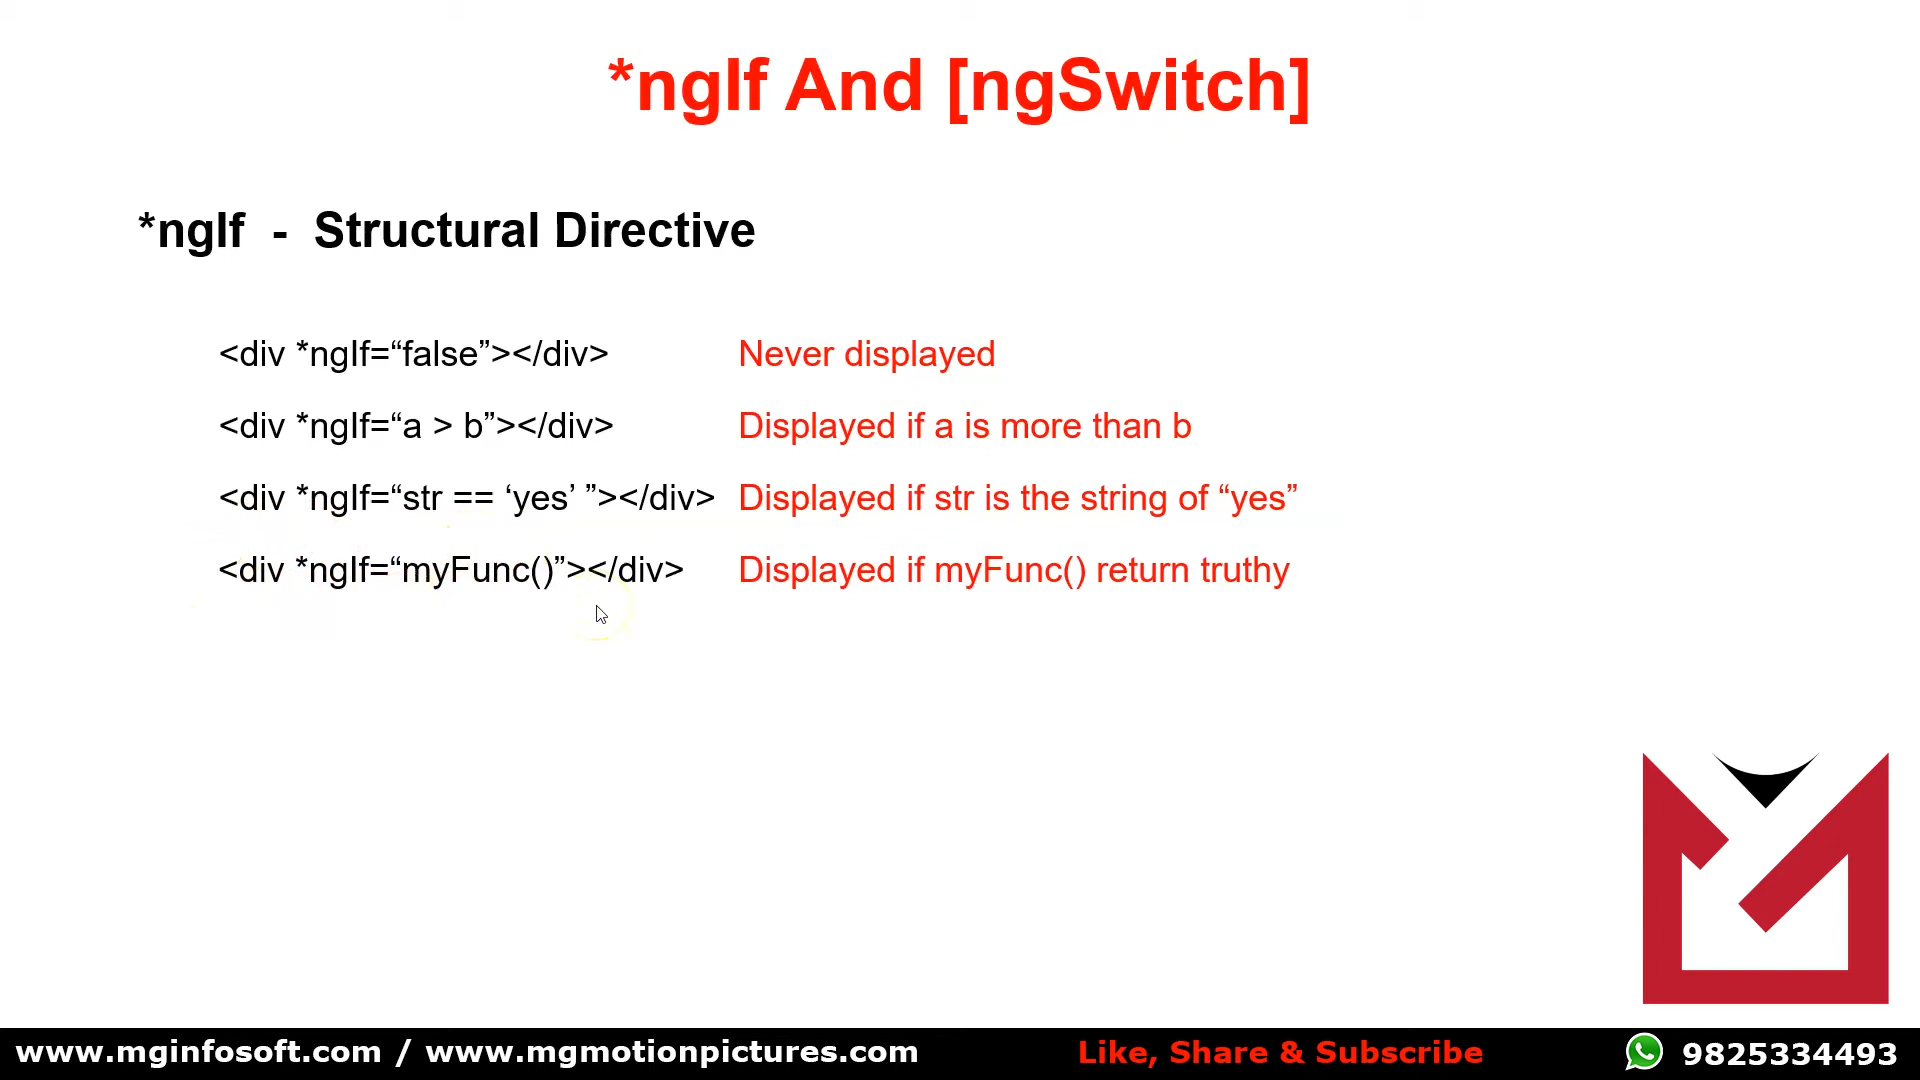 *ngIf And [ngSwitch]
*ngIf - Structural Directive
<div *ngIf=“false”></div> Never displayed
<div *ngIf=“a > b”></div> Displayed if a is more than b
<div *ngIf=“str == ‘yes’ ”></div> Displayed if str is the string of “yes”
<div *ngIf=“myFunc()”></div> Displayed if myFunc() return truthy
www.mginfosoft.com / www.mgmotionpictures.com Like, Share & Subscribe 9825334493